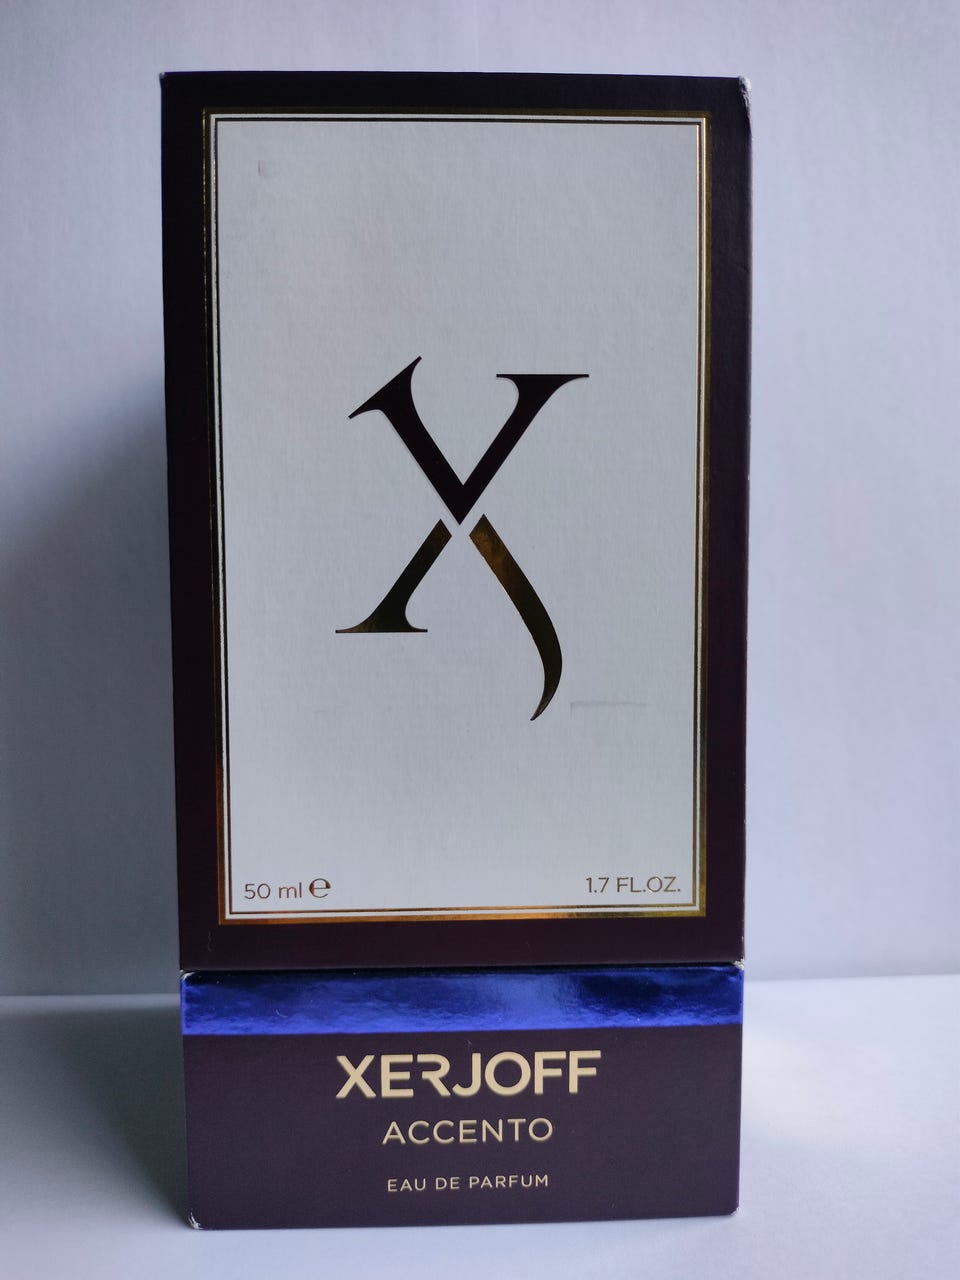 X
50 ml ℮
1.7 FL.OZ.
XERJOFF
ACCENTO
EAU DE PARFUM